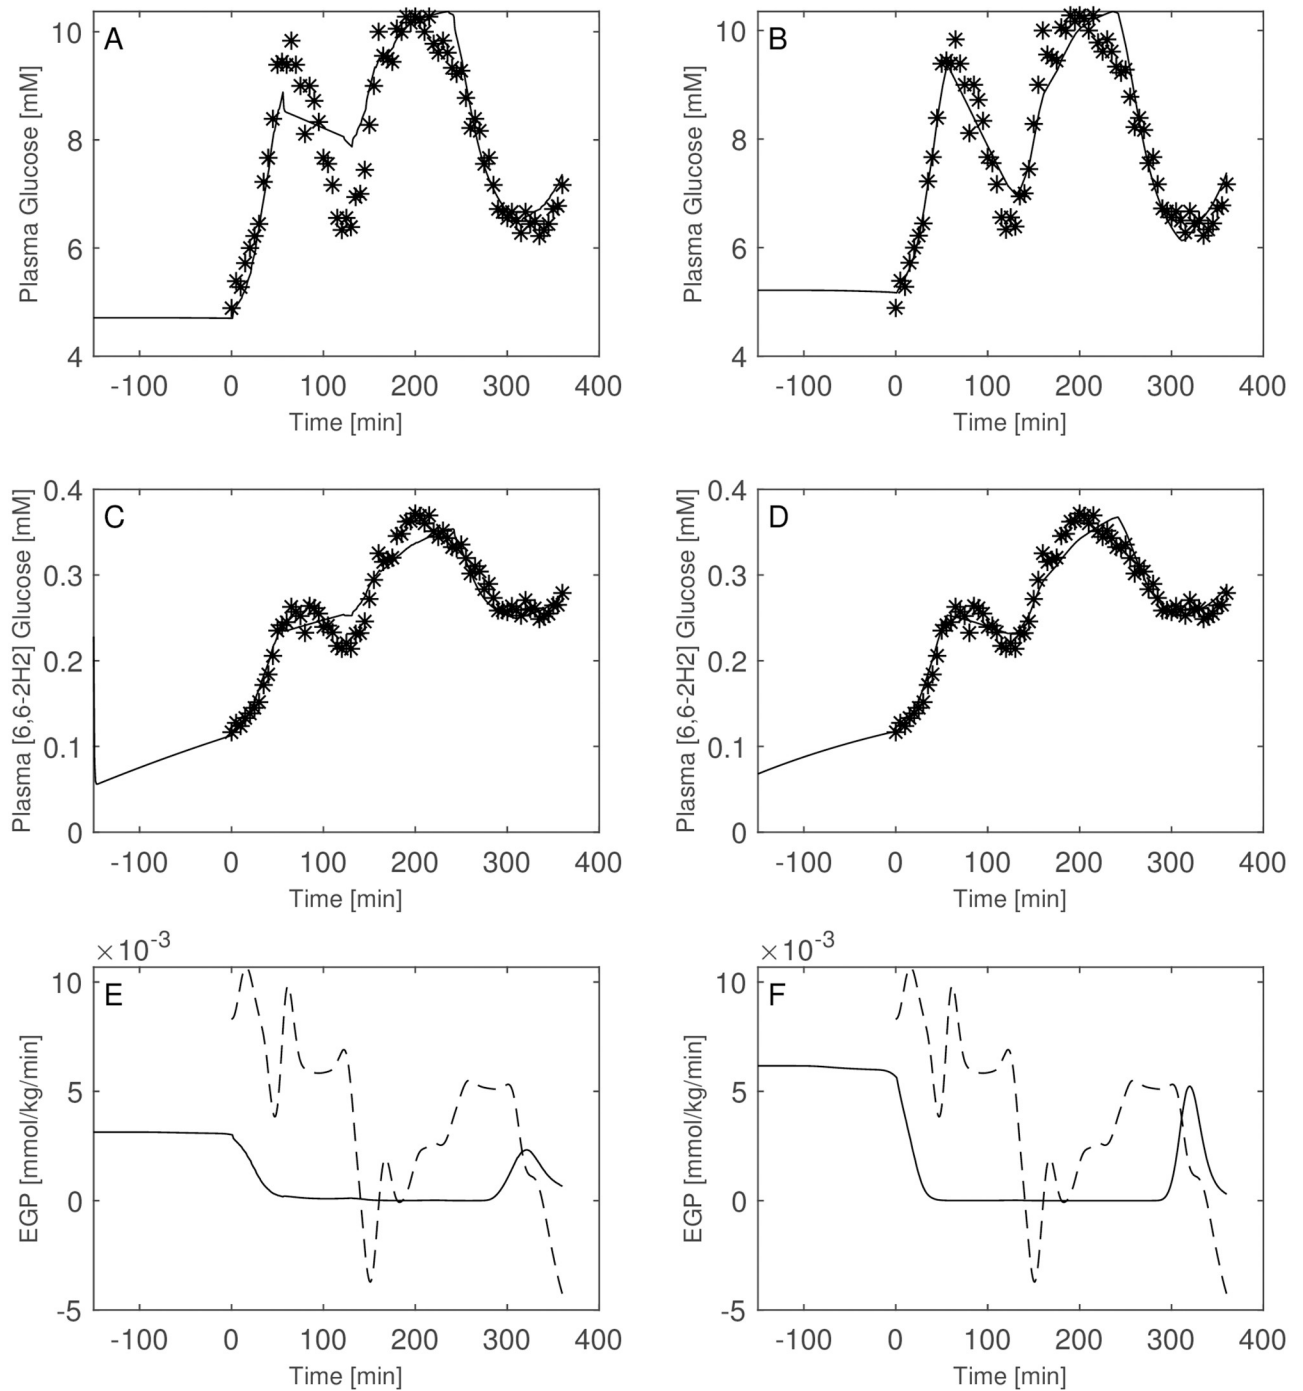 A
Plasma Glucose [mM]
10
8
6
4
-100 0 100 200 300 400
Time [min]
B
Plasma Glucose [mM]
10
8
6
4
-100 0 100 200 300 400
Time [min]
C
Plasma [6,6-2H2] Glucose [mM]
0.4
0.3
0.2
0.1
0
-100 0 100 200 300 400
Time [min]
D
Plasma [6,6-2H2] Glucose [mM]
0.4
0.3
0.2
0.1
0
-100 0 100 200 300 400
Time [min]
×10-3
E
EGP [mmol/kg/min]
10
5
0
-5
-100 0 100 200 300 400
Time [min]
×10-3
F
EGP [mmol/kg/min]
10
5
0
-5
-100 0 100 200 300 400
Time [min]